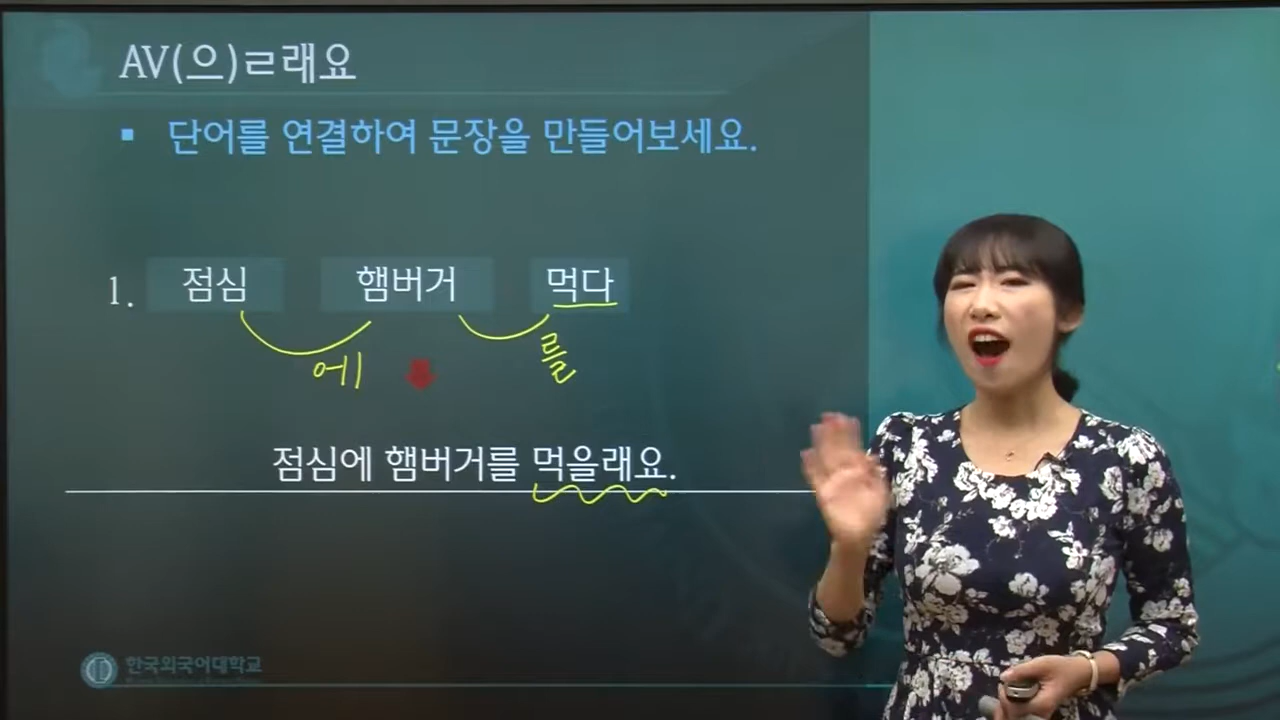 AV(으)ㄹ래요
▪ 단어를 연결하여 문장을 만들어보세요.
1. 점심 햄버거 먹다
에 를
점심에 햄버거를 먹을래요.
한국외국어대학교